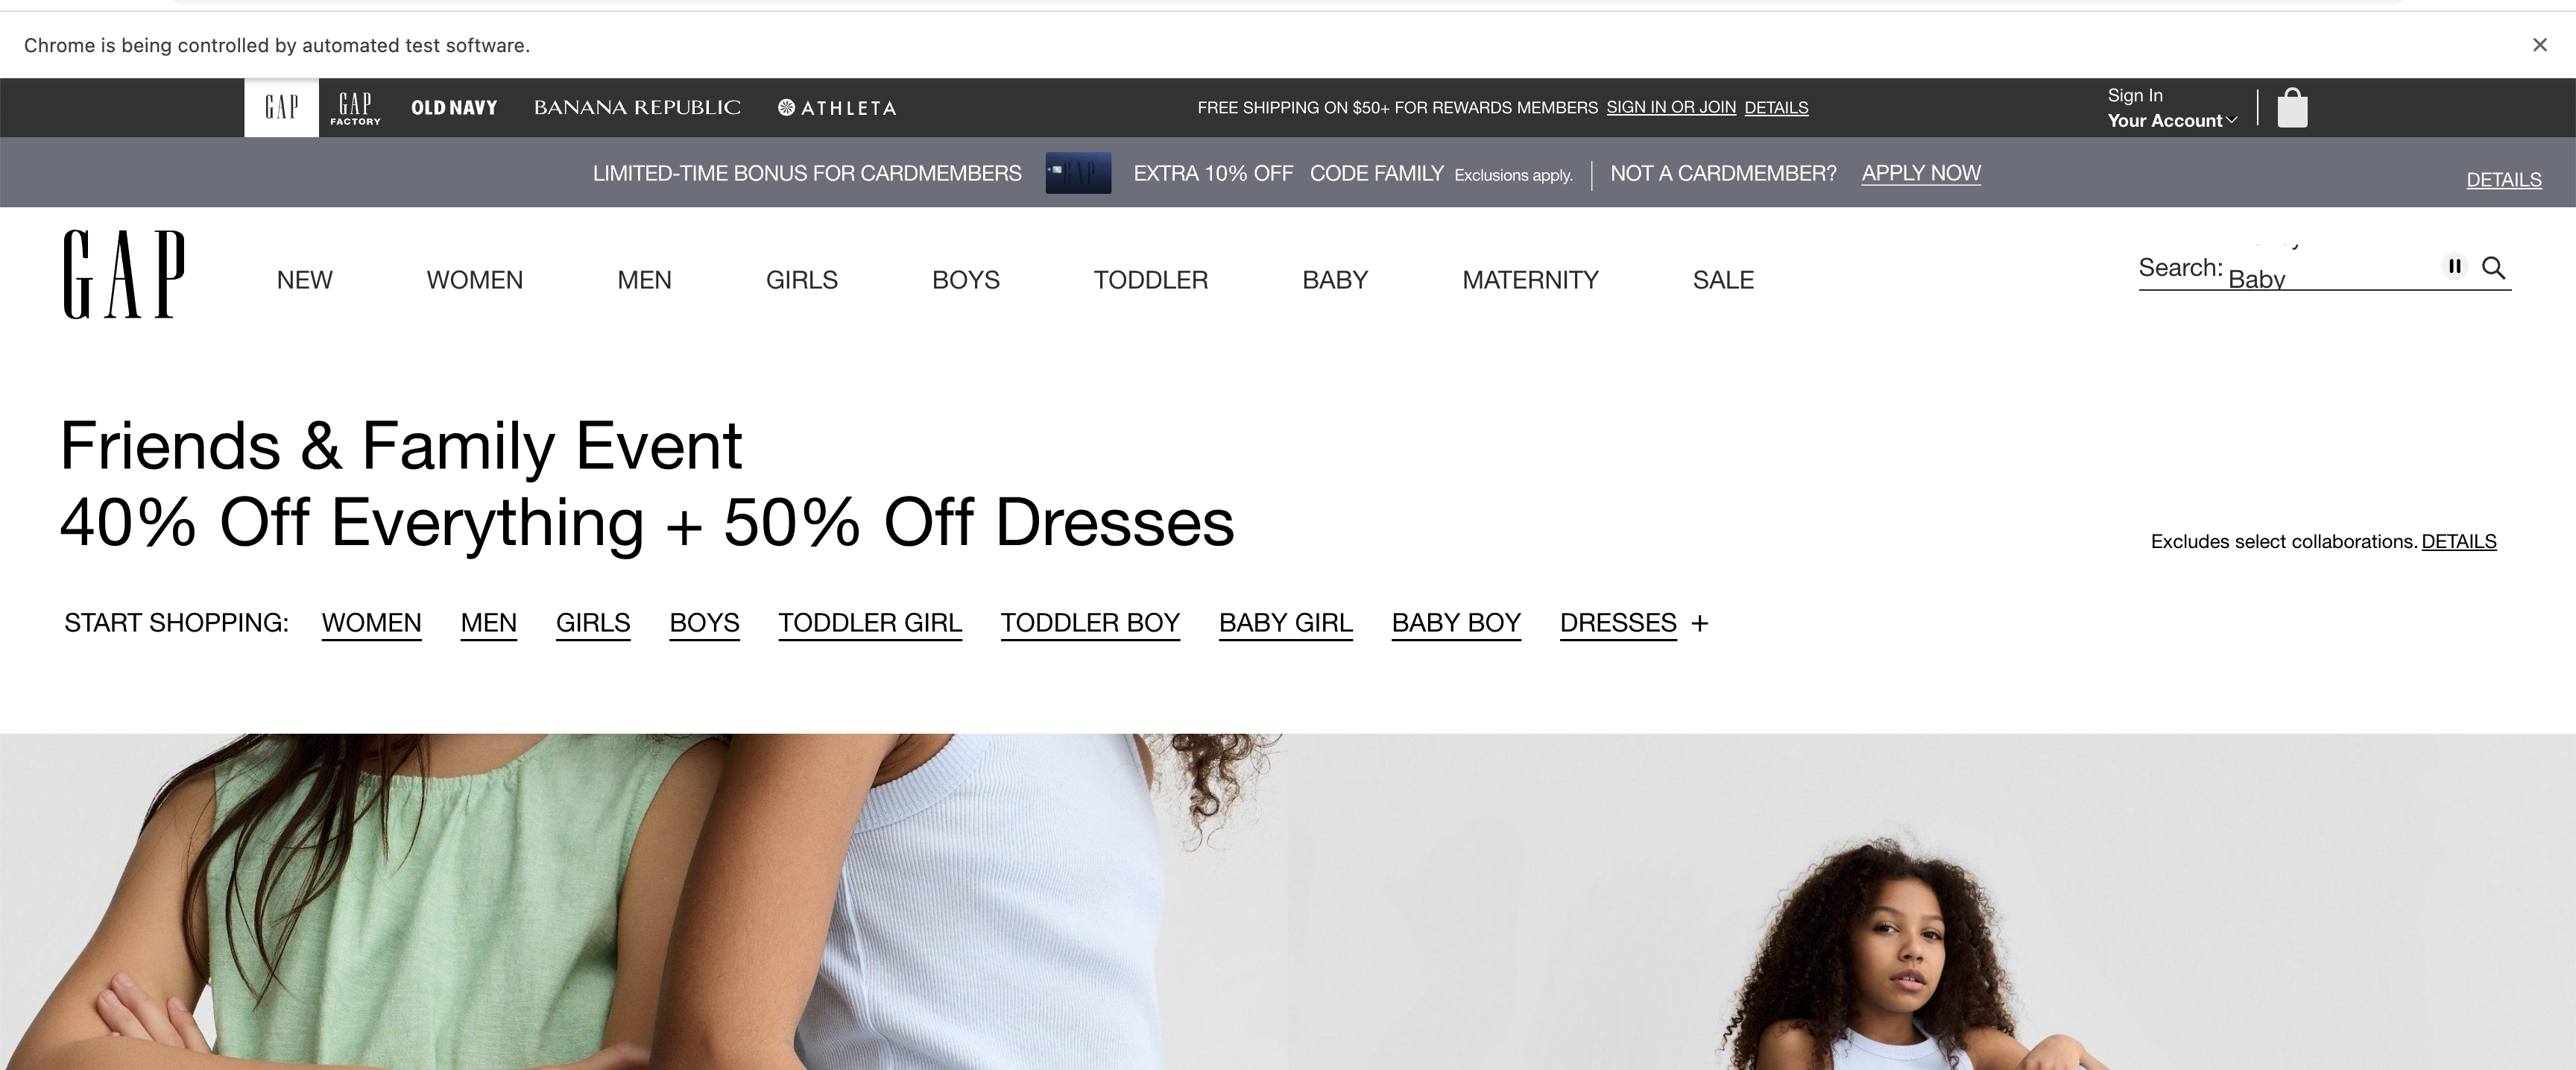 Chrome is being controlled by automated test software.
GAP
GAP FACTORY
OLD NAVY
BANANA REPUBLIC
ATHLETA
FREE SHIPPING ON $50+ FOR REWARDS MEMBERS SIGN IN OR JOIN DETAILS
Sign In
Your Account
LIMITED-TIME BONUS FOR CARDMEMBERS GAP EXTRA 10% OFF CODE FAMILY Exclusions apply. NOT A CARDMEMBER? APPLY NOW
DETAILS
GAP
NEW WOMEN MEN GIRLS BOYS TODDLER BABY MATERNITY SALE
Search: Baby
Friends & Family Event
40% Off Everything + 50% Off Dresses
Excludes select collaborations. DETAILS
START SHOPPING: WOMEN MEN GIRLS BOYS TODDLER GIRL TODDLER BOY BABY GIRL BABY BOY DRESSES +